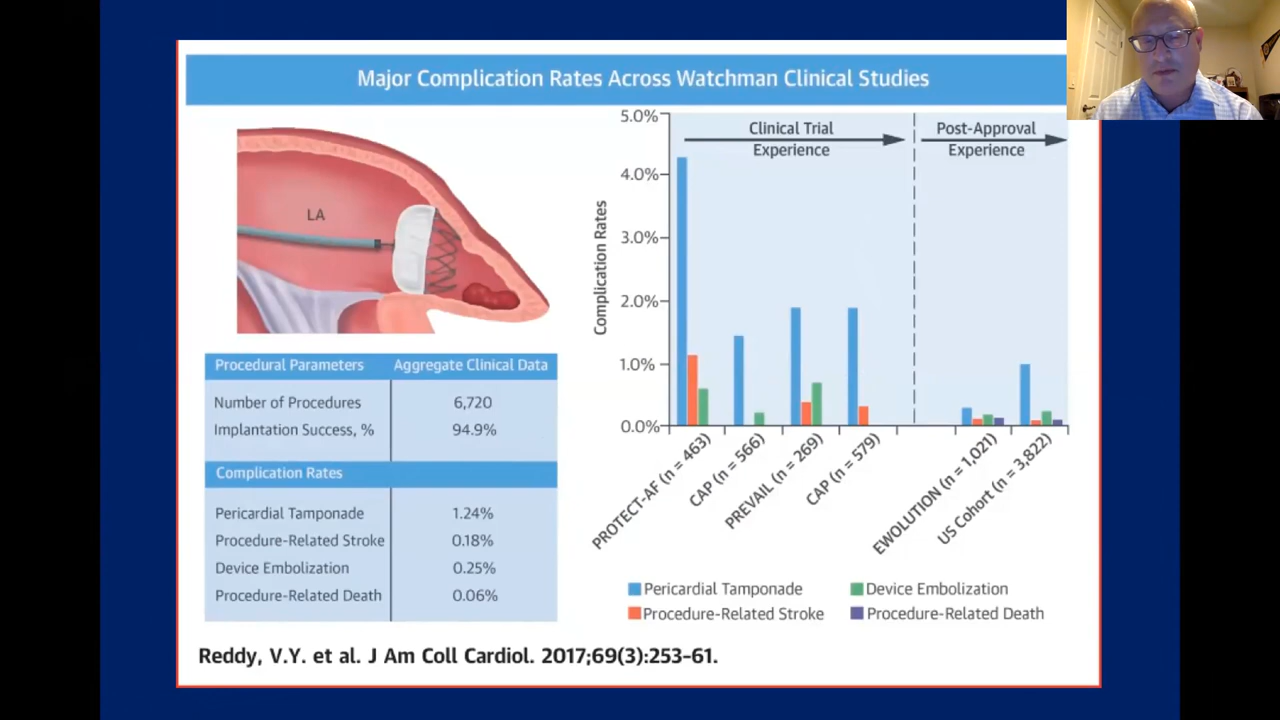 Major Complication Rates Across Watchman Clinical Studies
LA
Procedural Parameters Aggregate Clinical Data
Number of Procedures 6,720
Implantation Success, % 94.9%
Complication Rates
Pericardial Tamponade 1.24%
Procedure-Related Stroke 0.18%
Device Embolization 0.25%
Procedure-Related Death 0.06%
Complication Rates
5.0%
4.0%
3.0%
2.0%
1.0%
0.0%
Clinical Trial
Experience
Post-Approval
Experience
PROTECT-AF (n = 463)
CAP (n = 566)
PREVAIL (n = 269)
CAP (n = 579)
EWOLUTION (n = 1,021)
US Cohort (n = 3,822)
Pericardial Tamponade
Device Embolization
Procedure-Related Stroke
Procedure-Related Death
Reddy, V.Y. et al. J Am Coll Cardiol. 2017;69(3):253-61.